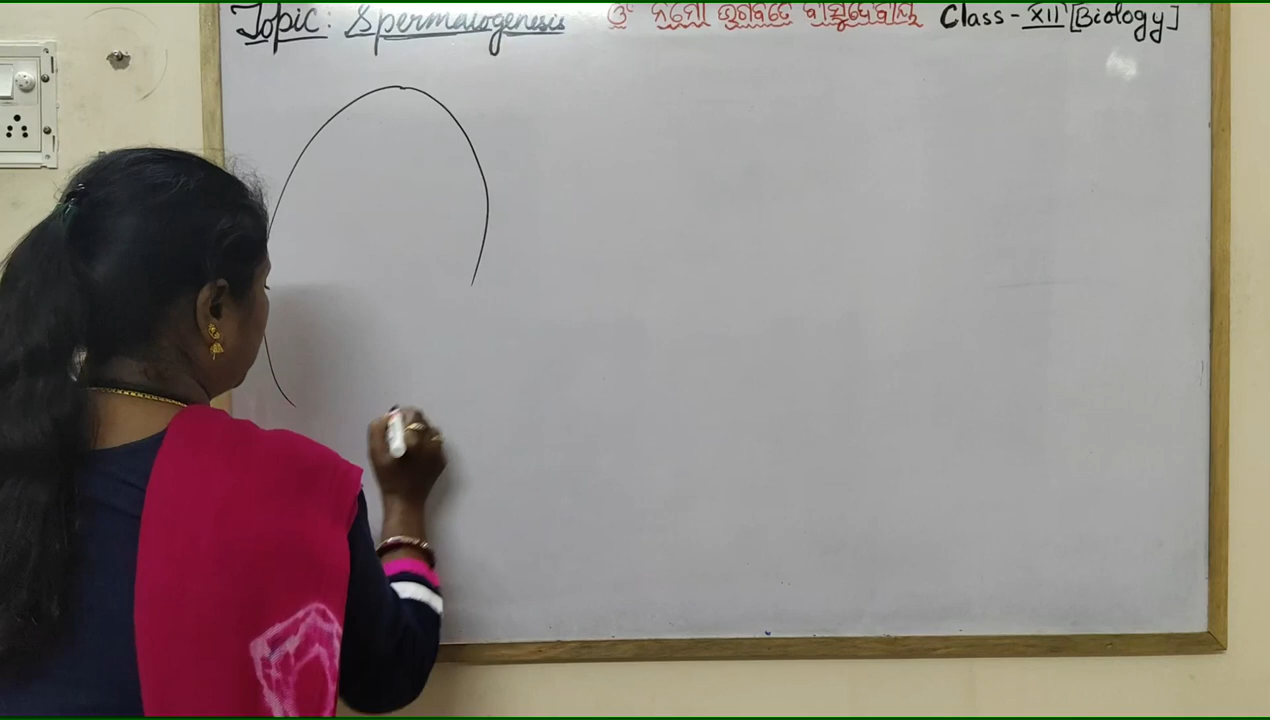 Topic: Spermatogenesis ଓଁ ନମୋ ଭଗବତେ ବାସୁଦେବାୟ Class - XII [Biology]